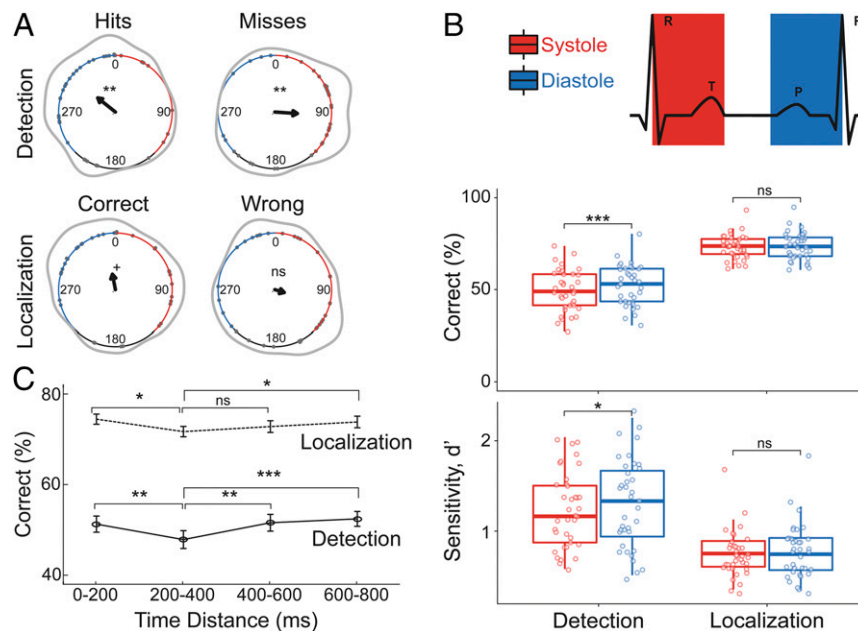 A
Hits
Misses
Detection
0
90
180
270
**
0
90
180
270
**
Correct
Wrong
Localization
0
90
180
270
+
0
90
180
270
ns
B
Systole
Diastole
R
T
P
R
Correct (%)
100
50
0
***
ns
Sensitivity, d'
2
1
*
ns
Detection
Localization
C
Correct (%)
80
60
40
*
ns
*
Localization
**
**
***
Detection
0-200
200-400
400-600
600-800
Time Distance (ms)